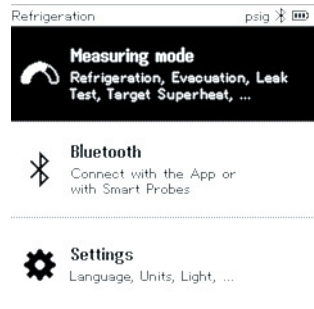 Refrigeration psig
Measuring mode
Refrigeration, Evacuation, Leak
Test, Target Superheat, ...
Bluetooth
Connect with the App or
with Smart Probes
Settings
Language, Units, Light, ...